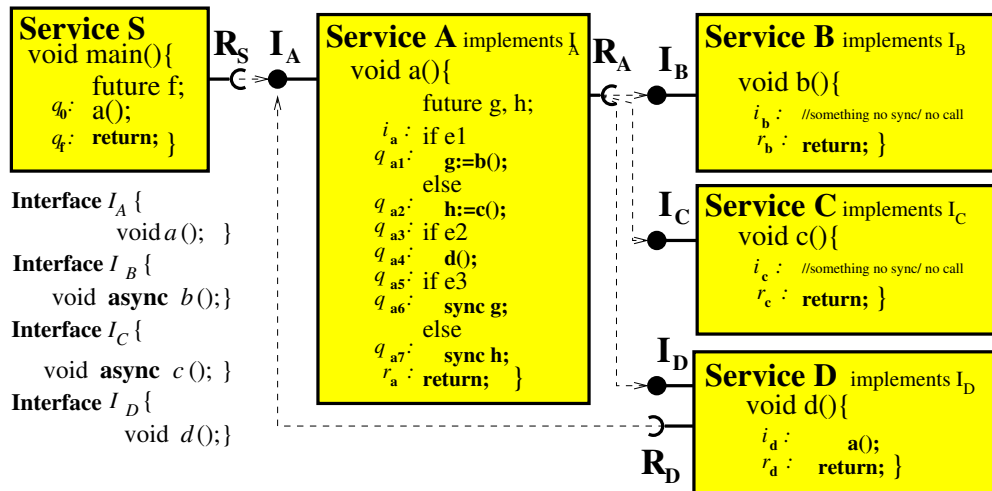 Service S
void main(){
future f;
q0: a();
qf: return; }
RS IA
Service A implements IA
void a(){
future g, h;
ia : if e1
qa1: g:=b();
else
qa2: h:=c();
qa3: if e2
qa4: d();
qa5: if e3
qa6: sync g;
else
qa7: sync h;
ra: return; }
RA IB
Service B implements IB
void b(){
ib : //something no sync/ no call
rb : return; }
IC
Service C implements IC
void c(){
ic : //something no sync/ no call
rc : return; }
ID
Service D implements ID
void d(){
id : a();
rd : return; }
RD
Interface IA {
void a(); }
Interface IB {
void async b();}
Interface IC {
void async c(); }
Interface ID {
void d();}